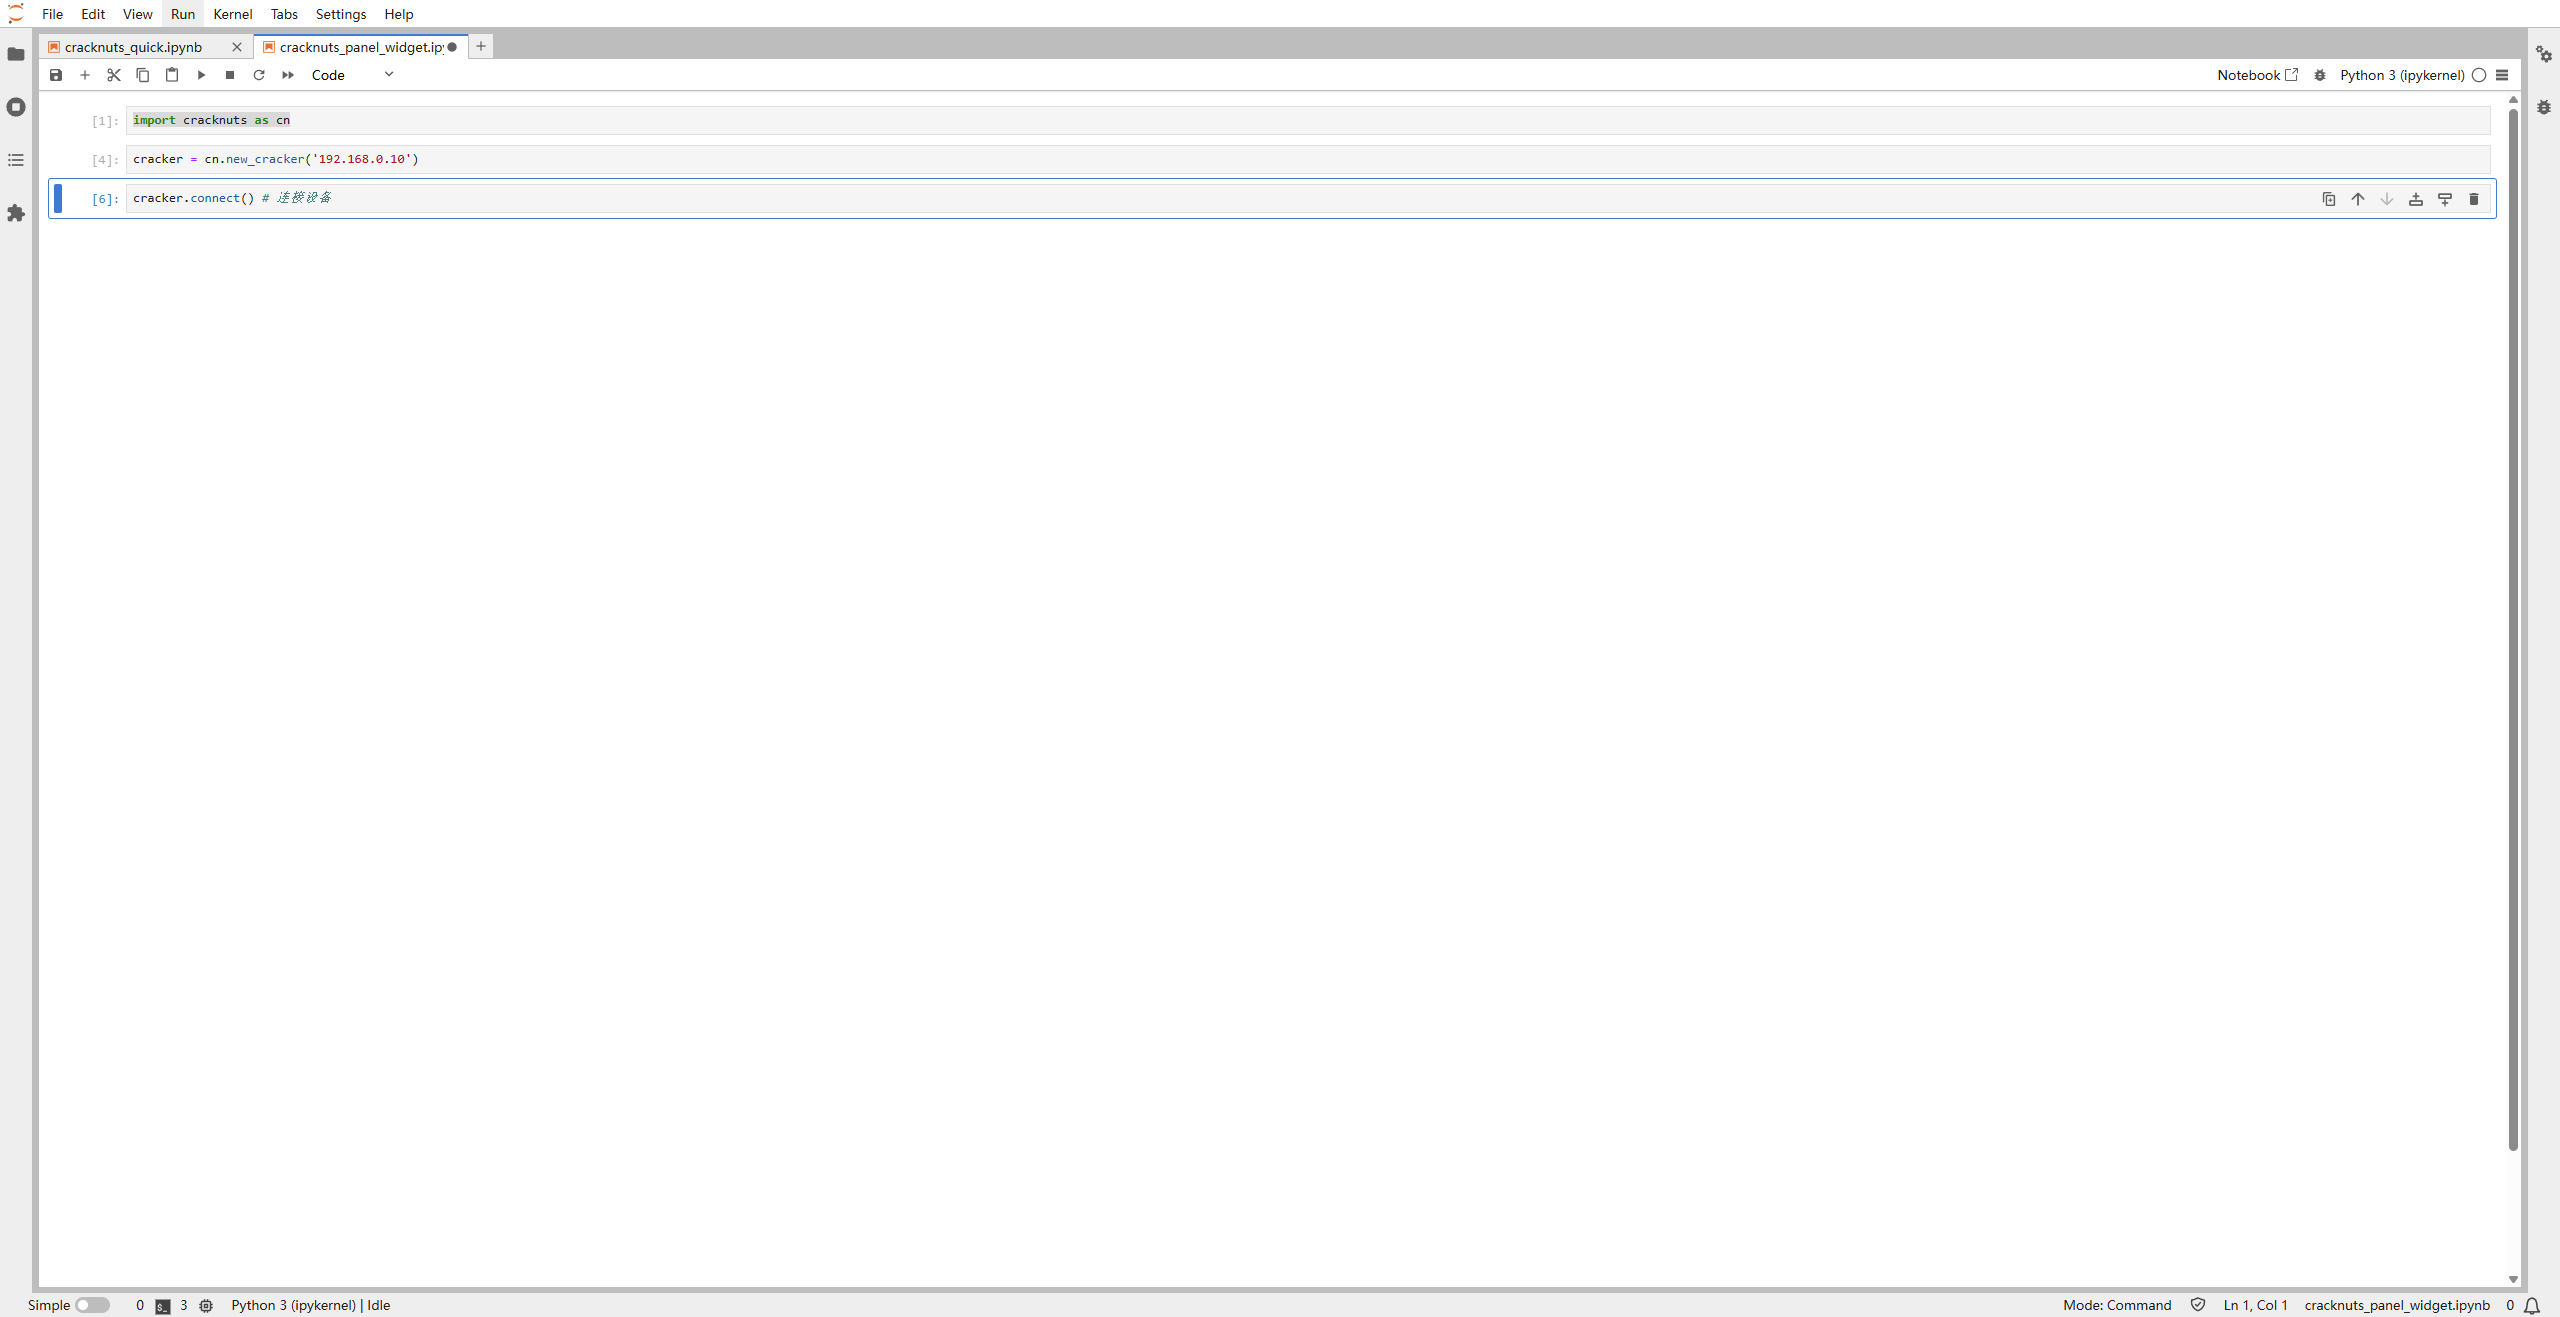 File Edit View Run Kernel Tabs Settings Help
cracknuts_quick.ipynb
cracknuts_panel_widget.ipy
Code
Notebook
Python 3 (ipykernel)
[1]: import cracknuts as cn
[4]: cracker = cn.new_cracker('192.168.0.10')
[6]: cracker.connect() # 连接设备
Simple 0 $_ 3 Python 3 (ipykernel) | Idle
Mode: Command Ln 1, Col 1 cracknuts_panel_widget.ipynb 0